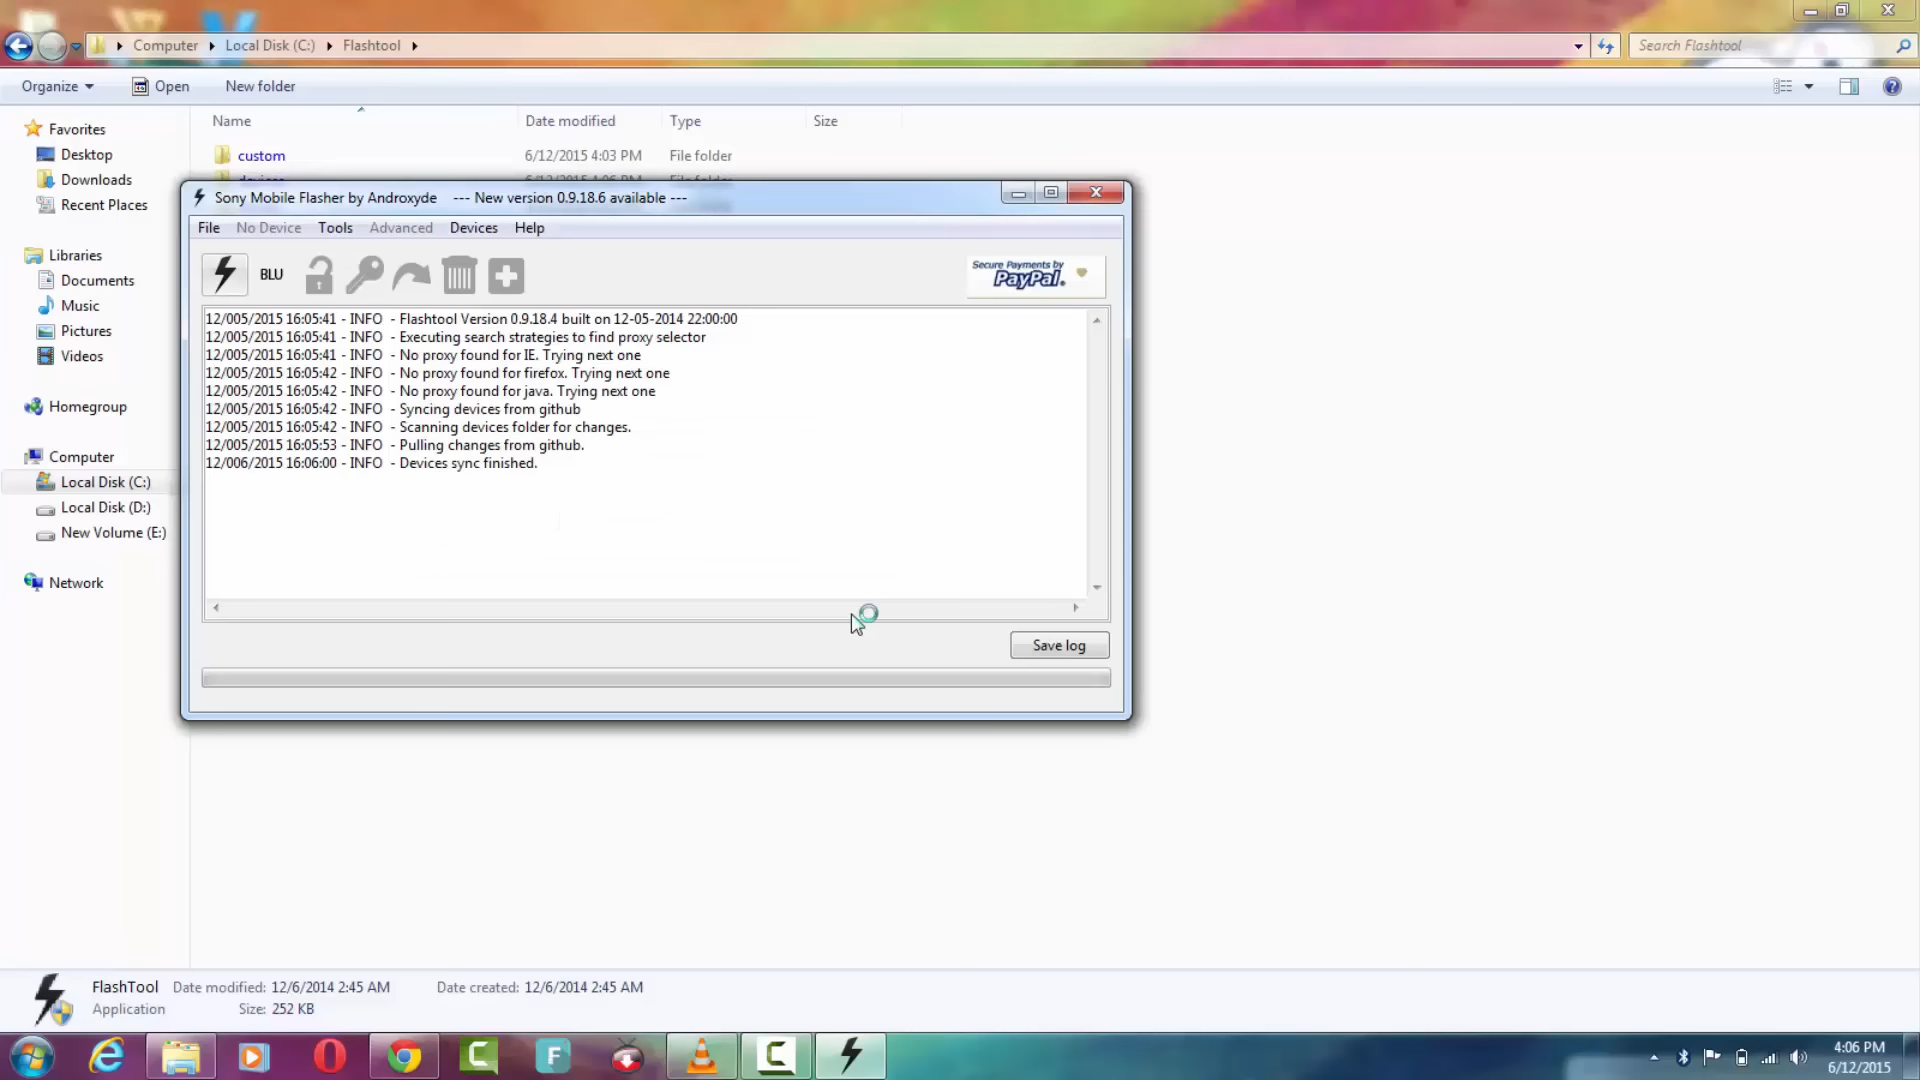 Computer Local Disk (C:) Flashtool
Search Flashtool
Organize Open New folder
Name Date modified Type Size
Favorites
Desktop
Downloads
Recent Places
Libraries
Documents
Music
Pictures
Videos
Homegroup
Computer
Local Disk (C:)
Local Disk (D:)
New Volume (E:)
Network
custom 6/12/2015 4:03 PM File folder
Sony Mobile Flasher by Androxyde --- New version 0.9.18.6 available ---
File No Device Tools Advanced Devices Help
BLU
Secure Payments by
PayPal.
12/005/2015 16:05:41 - INFO - Flashtool Version 0.9.18.4 built on 12-05-2014 22:00:00
12/005/2015 16:05:41 - INFO - Executing search strategies to find proxy selector
12/005/2015 16:05:41 - INFO - No proxy found for IE. Trying next one
12/005/2015 16:05:42 - INFO - No proxy found for firefox. Trying next one
12/005/2015 16:05:42 - INFO - No proxy found for java. Trying next one
12/005/2015 16:05:42 - INFO - Syncing devices from github
12/005/2015 16:05:42 - INFO - Scanning devices folder for changes.
12/005/2015 16:05:53 - INFO - Pulling changes from github.
12/006/2015 16:06:00 - INFO - Devices sync finished.
Save log
FlashTool Date modified: 12/6/2014 2:45 AM Date created: 12/6/2014 2:45 AM
Application Size: 252 KB
4:06 PM
6/12/2015